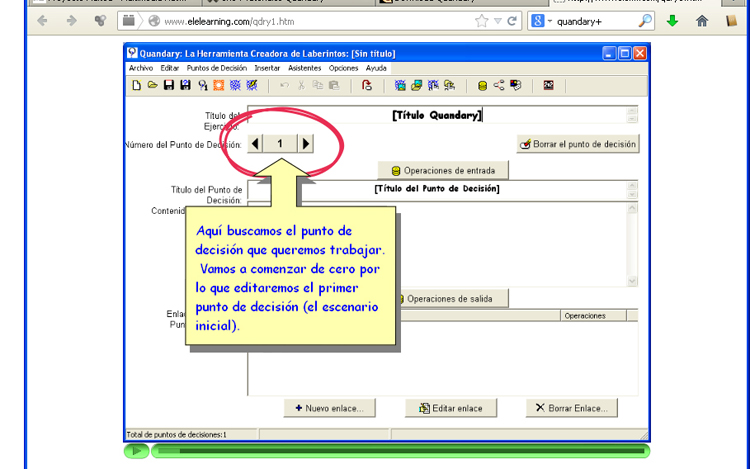 www.elelearning.com/qdry1.htm
quandary+
Quandary: La Herramienta Creadora de Laberintos: [Sin título]
Archivo Editar Puntos de Decisión Insertar Asistentes Opciones Ayuda
Título del
Ejercicio:
[Título Quandary]
Número del Punto de Decisión:
1
Borrar el punto de decisión
Operaciones de entrada
Título del Punto de
Decisión:
[Título del Punto de Decisión]
Aquí buscamos el punto de
decisión que queremos trabajar.
Vamos a comenzar de cero por
lo que editaremos el primer
punto de decisión (el escenario
inicial).
Operaciones de salida
Operaciones
Nuevo enlace...
Editar enlace
Borrar Enlace...
Total de puntos de decisiones:1